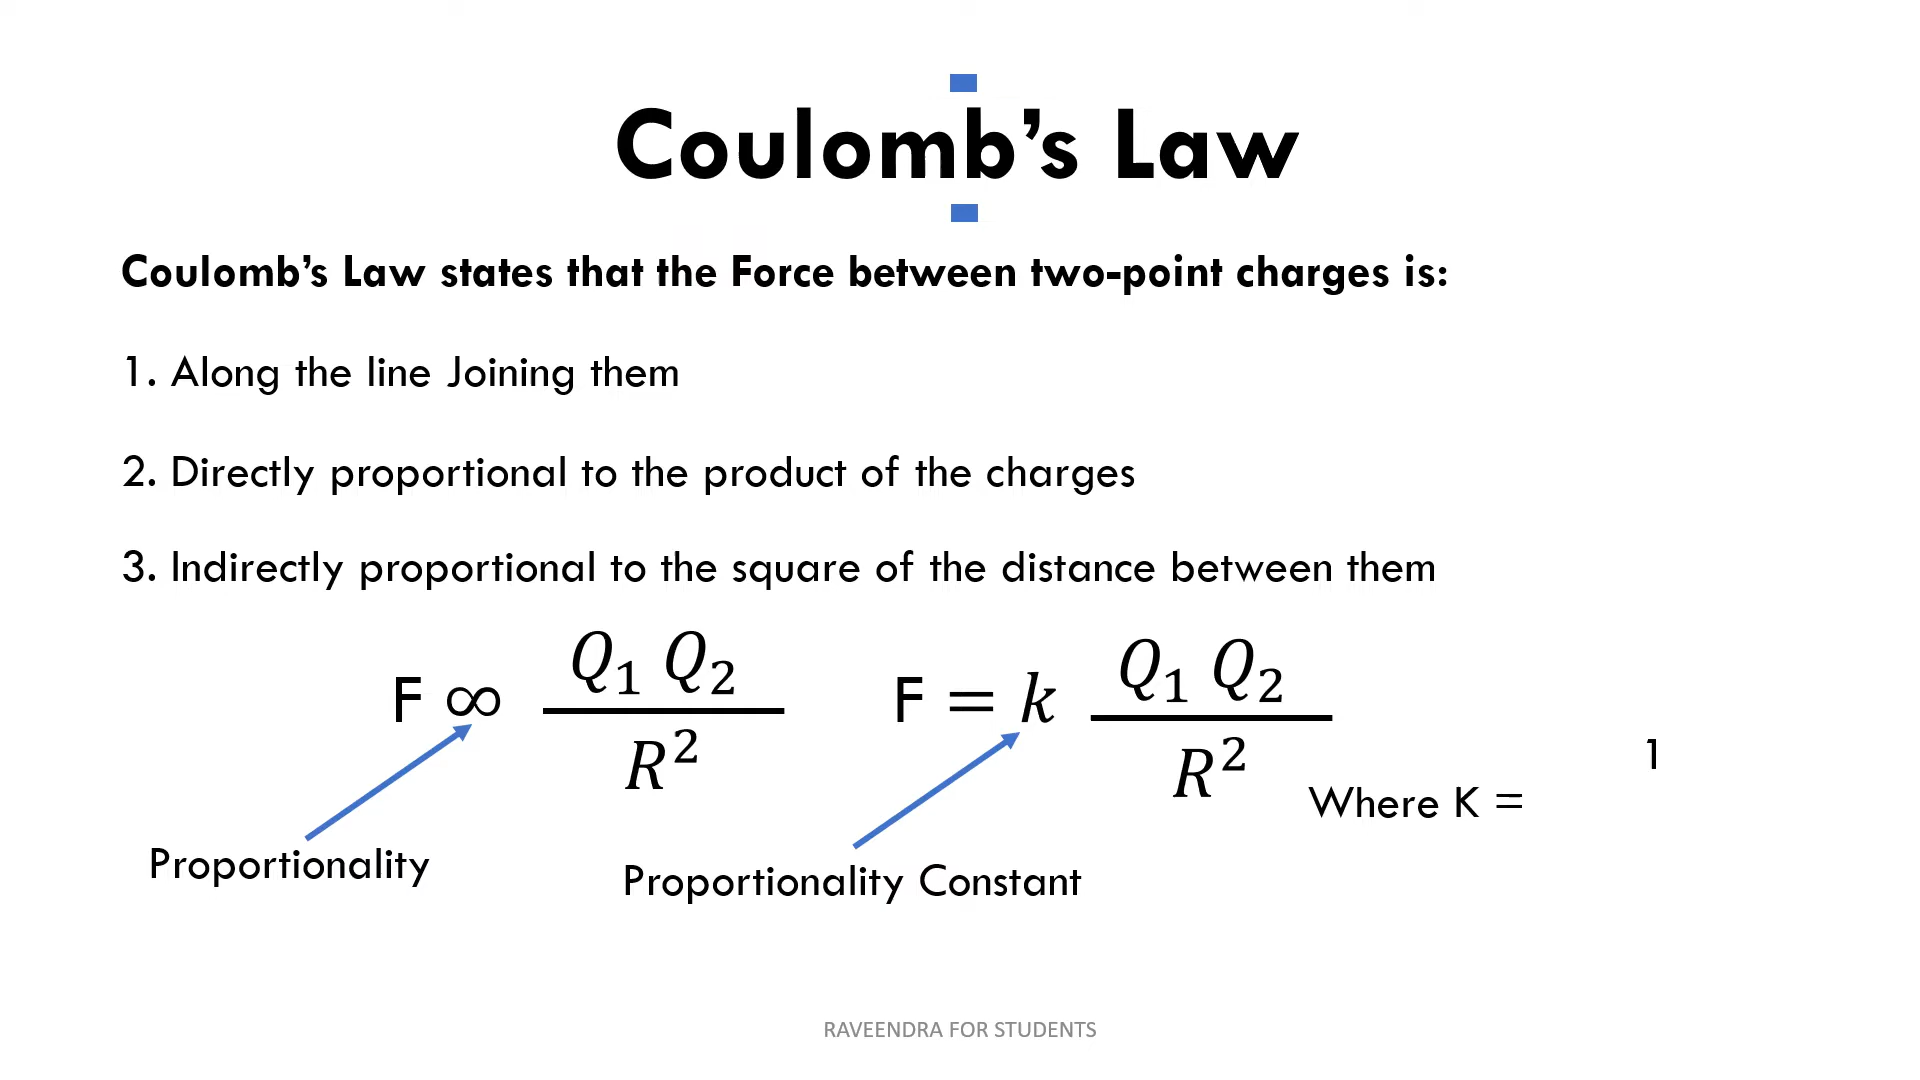 Coulomb’s Law
Coulomb’s Law states that the Force between two-point charges is:
1. Along the line Joining them
2. Directly proportional to the product of the charges
3. Indirectly proportional to the square of the distance between them
F ∞ Q₁ Q₂ / R²
F = k Q₁ Q₂ / R²
Where K = 1
Proportionality
Proportionality Constant
RAVEENDRA FOR STUDENTS